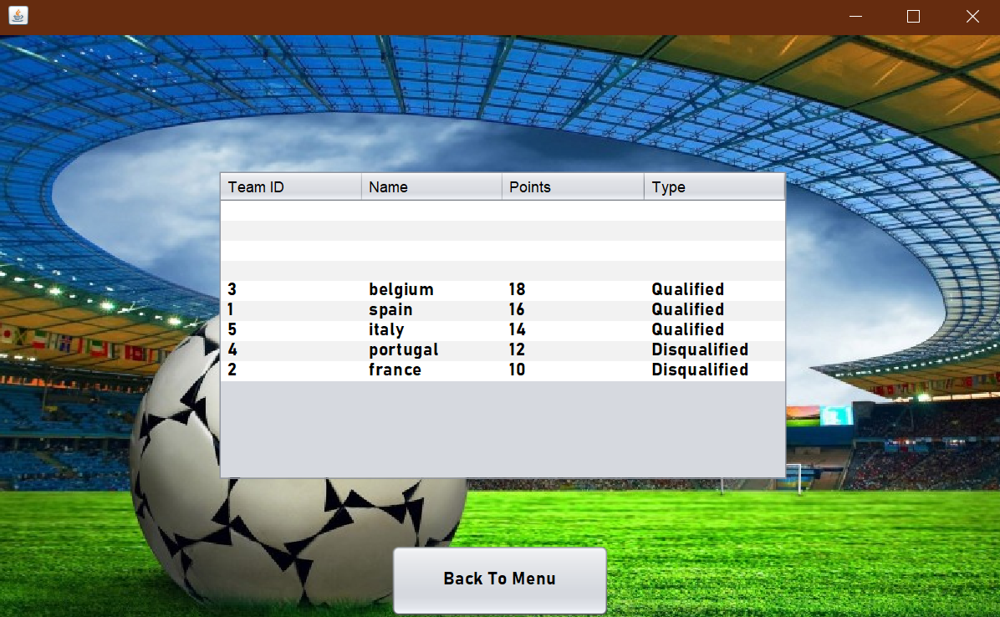 Team ID Name Points Type
3 belgium 18 Qualified
1 spain 16 Qualified
5 italy 14 Qualified
4 portugal 12 Disqualified
2 france 10 Disqualified
Back To Menu